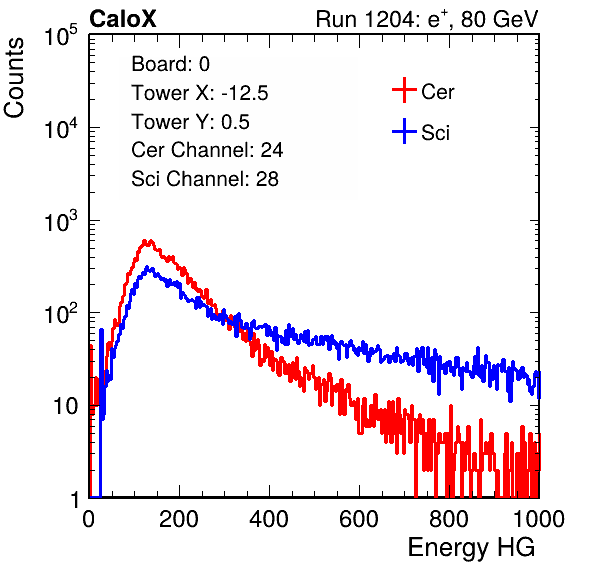 CaloX Run 1204: e⁺, 80 GeV
Counts
10⁵
10⁴
10³
10²
10
1
Board: 0
Tower X: -12.5
Tower Y: 0.5
Cer Channel: 24
Sci Channel: 28
Cer
Sci
0 200 400 600 800 1000
Energy HG